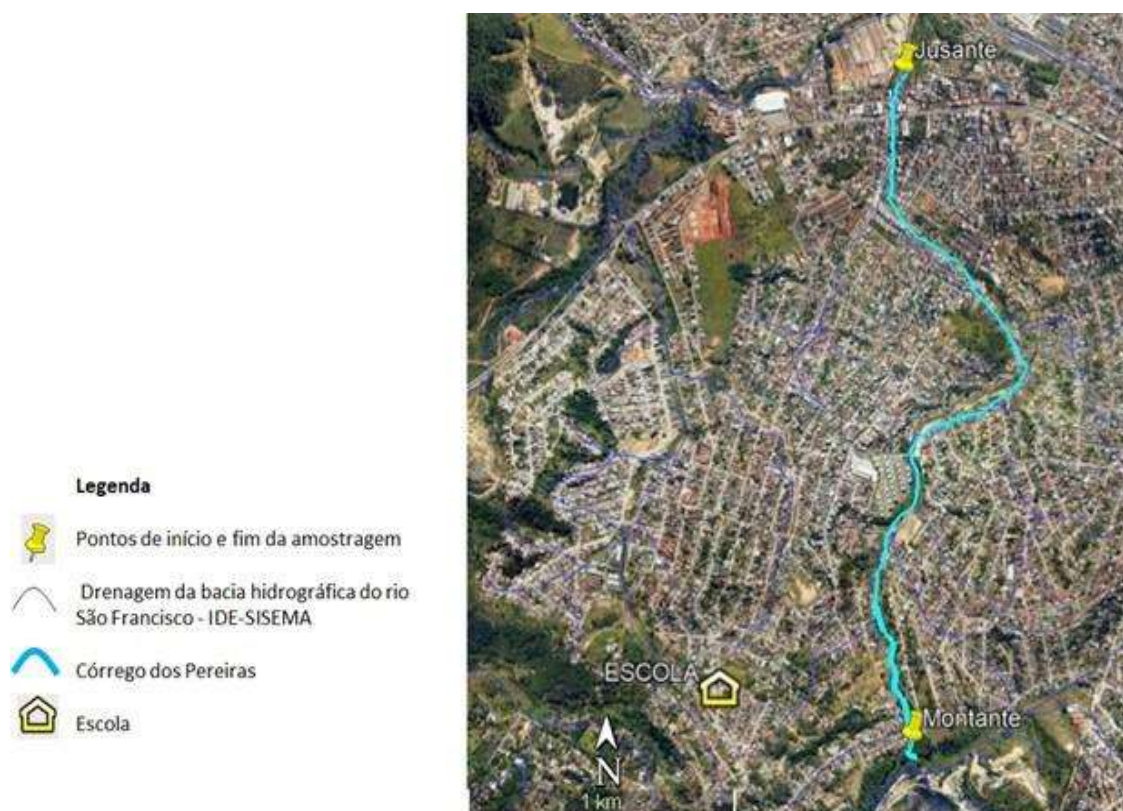 Jusante
Legenda
Pontos de início e fim da amostragem
Drenagem da bacia hidrográfica do rio
São Francisco - IDE-SISEMA
Córrego dos Pereiras
Escola
ESCOLA
Montante
N
1 km